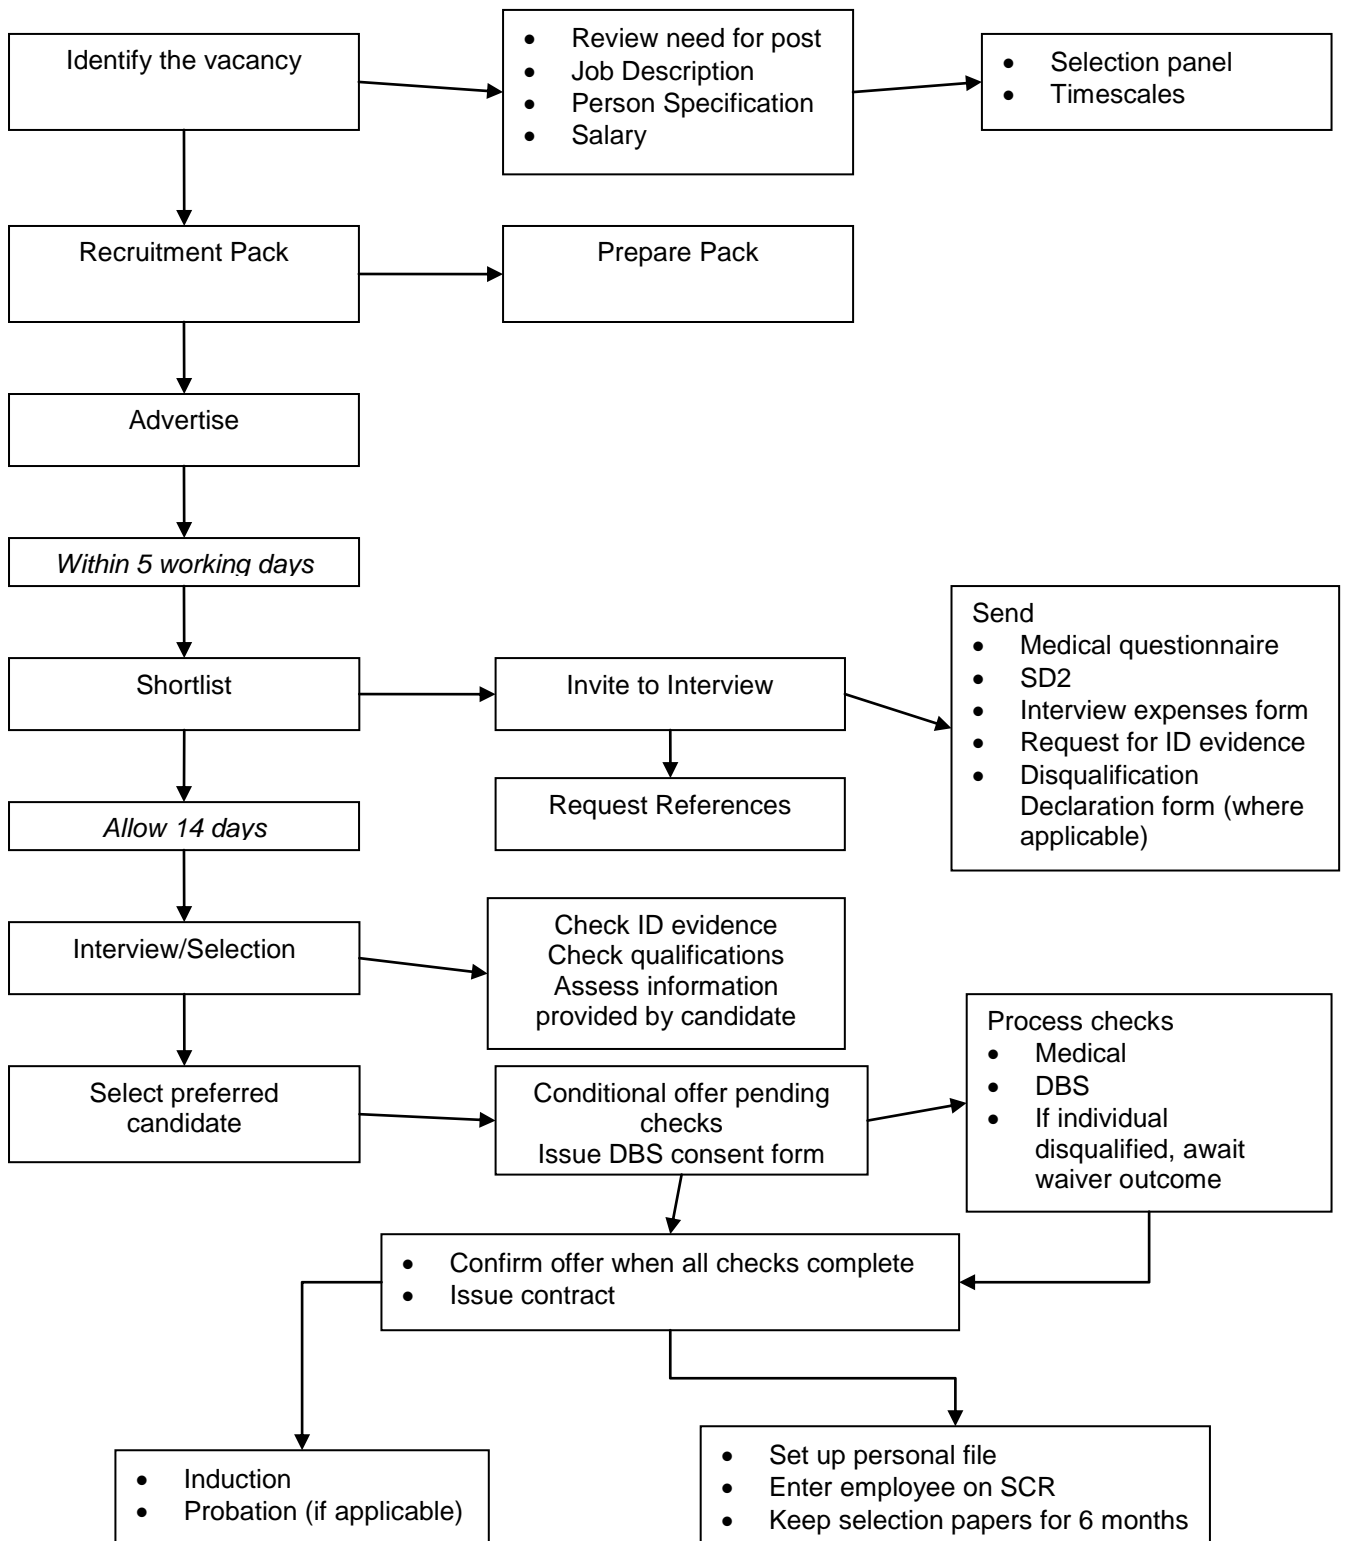 Identify the vacancy
• Review need for post
• Job Description
• Person Specification
• Salary
• Selection panel
• Timescales
Recruitment Pack
Prepare Pack
Advertise
Within 5 working days
Shortlist
Invite to Interview
Send
• Medical questionnaire
• SD2
• Interview expenses form
• Request for ID evidence
• Disqualification
Declaration form (where
applicable)
Request References
Allow 14 days
Interview/Selection
Check ID evidence
Check qualifications
Assess information
provided by candidate
Select preferred
candidate
Conditional offer pending
checks
Issue DBS consent form
Process checks
• Medical
• DBS
• If individual
disqualified, await
waiver outcome
• Confirm offer when all checks complete
• Issue contract
• Induction
• Probation (if applicable)
• Set up personal file
• Enter employee on SCR
• Keep selection papers for 6 months